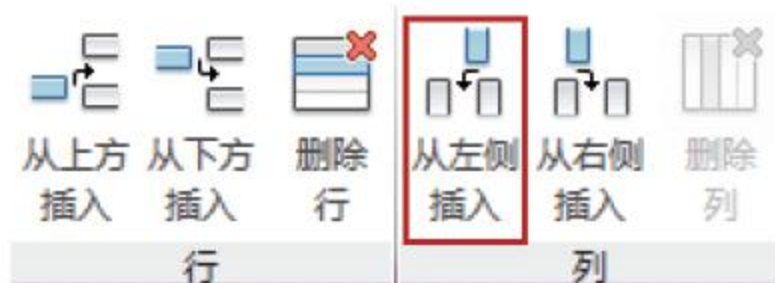 从上方 从下方 删除 从左侧 从右侧 删除
插入 插入 行 插入 插入 列
行 列